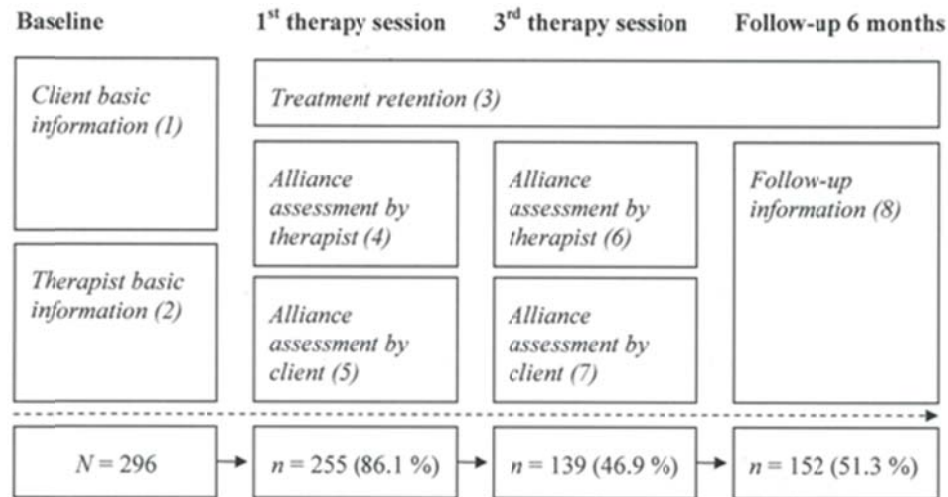 Baseline
1st therapy session
3rd therapy session
Follow-up 6 months
Client basic
information (1)
Treatment retention (3)
Alliance
assessment by
therapist (4)
Alliance
assessment by
therapist (6)
Follow-up
information (8)
Therapist basic
information (2)
Alliance
assessment by
client (5)
Alliance
assessment by
client (7)
N = 296
n = 255 (86.1 %)
n = 139 (46.9 %)
n = 152 (51.3 %)